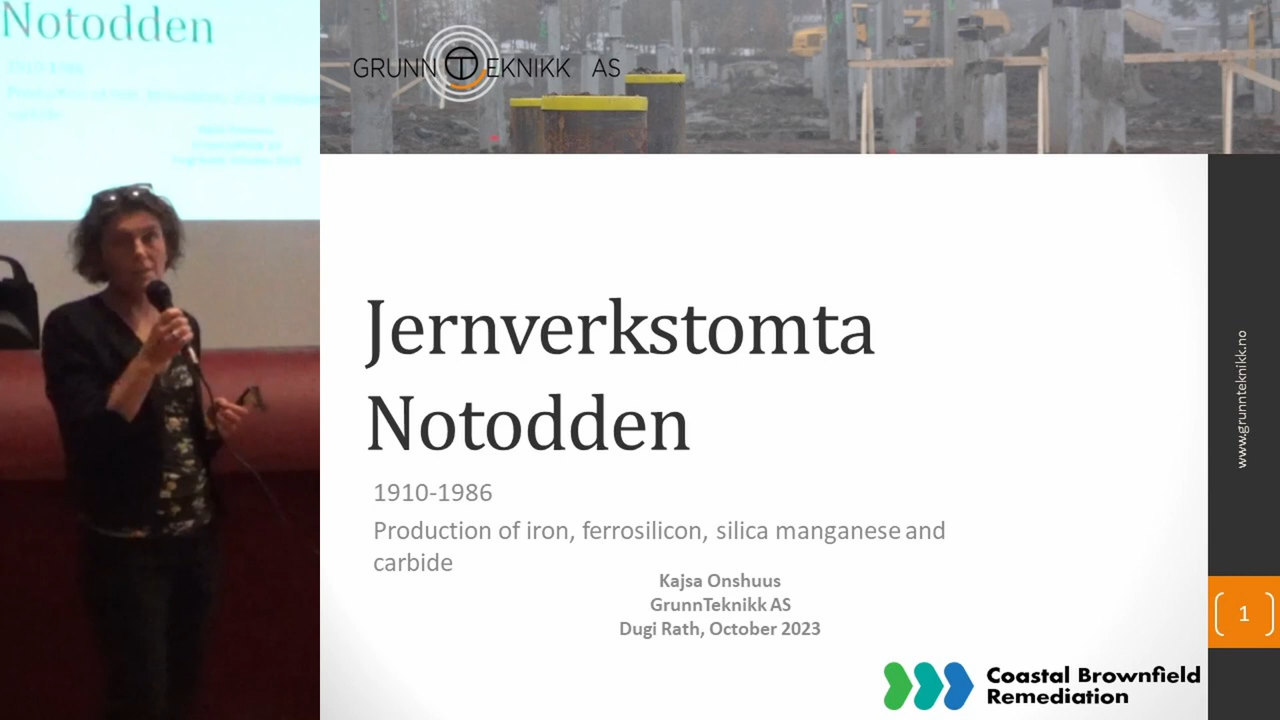 Notodden
GRUNNTEKNIKK AS
Jernverkstomta
Notodden
1910-1986
Production of iron, ferrosilicon, silica manganese and
carbide
Kajsa Onshuus
GrunnTeknikk AS
Dugi Rath, October 2023
www.grunnteknikk.no
1
Coastal Brownfield
Remediation